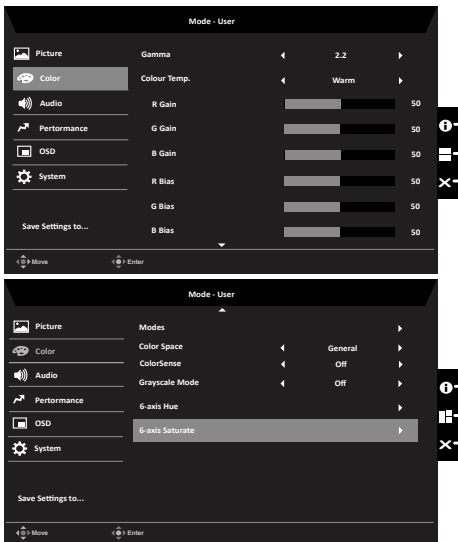 Mode - User
Picture
Gamma 2.2
Color
Colour Temp. Warm
Audio
R Gain 50
Pertormance
G Gain 50
OSD
B Gain 50
System
R Bias 50
G Bias 50
Save Settings to...
B Bias 50
Move Enter
Mode - User
Picture
Modes
Color
Color Space General
ColorSense Off
Audio
Grayscale Mode Off
Pertormance
6-axis Hue
OSD
6-axis Saturate
System
Save Settings to...
Move Enter